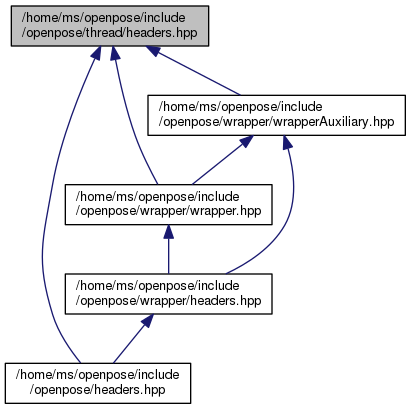 /home/ms/openpose/include
/openpose/thread/headers.hpp
/home/ms/openpose/include
/openpose/wrapper/wrapperAuxiliary.hpp
/home/ms/openpose/include
/openpose/wrapper/wrapper.hpp
/home/ms/openpose/include
/openpose/wrapper/headers.hpp
/home/ms/openpose/include
/openpose/headers.hpp